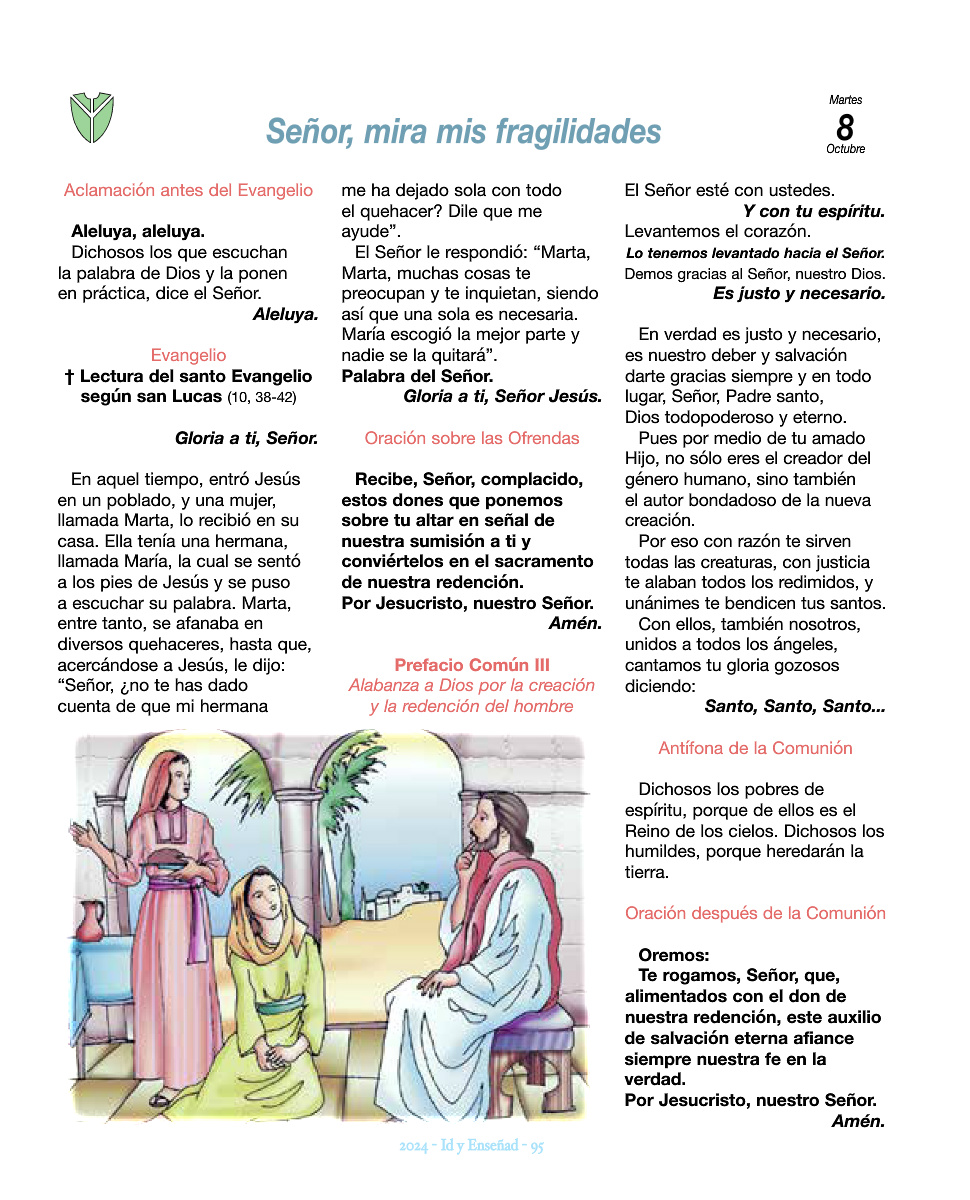 Martes
8
Octubre
Señor, mira mis fragilidades
Aclamación antes del Evangelio
Aleluya, aleluya.
Dichosos los que escuchan
la palabra de Dios y la ponen
en práctica, dice el Señor.
Aleluya.
Evangelio
† Lectura del santo Evangelio
según san Lucas (10, 38-42)
Gloria a ti, Señor.
En aquel tiempo, entró Jesús
en un poblado, y una mujer,
llamada Marta, lo recibió en su
casa. Ella tenía una hermana,
llamada María, la cual se sentó
a los pies de Jesús y se puso
a escuchar su palabra. Marta,
entre tanto, se afanaba en
diversos quehaceres, hasta que,
acercándose a Jesús, le dijo:
“Señor, ¿no te has dado
cuenta de que mi hermana
me ha dejado sola con todo
el quehacer? Dile que me
ayude”.
El Señor le respondió: “Marta,
Marta, muchas cosas te
preocupan y te inquietan, siendo
así que una sola es necesaria.
María escogió la mejor parte y
nadie se la quitará”.
Palabra del Señor.
Gloria a ti, Señor Jesús.
Oración sobre las Ofrendas
Recibe, Señor, complacido,
estos dones que ponemos
sobre tu altar en señal de
nuestra sumisión a ti y
conviértelos en el sacramento
de nuestra redención.
Por Jesucristo, nuestro Señor.
Amén.
Prefacio Común III
Alabanza a Dios por la creación
y la redención del hombre
El Señor esté con ustedes.
Y con tu espíritu.
Levantemos el corazón.
Lo tenemos levantado hacia el Señor.
Demos gracias al Señor, nuestro Dios.
Es justo y necesario.
En verdad es justo y necesario,
es nuestro deber y salvación
darte gracias siempre y en todo
lugar, Señor, Padre santo,
Dios todopoderoso y eterno.
Pues por medio de tu amado
Hijo, no sólo eres el creador del
género humano, sino también
el autor bondadoso de la nueva
creación.
Por eso con razón te sirven
todas las creaturas, con justicia
te alaban todos los redimidos, y
unánimes te bendicen tus santos.
Con ellos, también nosotros,
unidos a todos los ángeles,
cantamos tu gloria gozosos
diciendo:
Santo, Santo, Santo...
Antífona de la Comunión
Dichosos los pobres de
espíritu, porque de ellos es el
Reino de los cielos. Dichosos los
humildes, porque heredarán la
tierra.
Oración después de la Comunión
Oremos:
Te rogamos, Señor, que,
alimentados con el don de
nuestra redención, este auxilio
de salvación eterna afiance
siempre nuestra fe en la
verdad.
Por Jesucristo, nuestro Señor.
Amén.
2024 - Id y Enseñad - 95